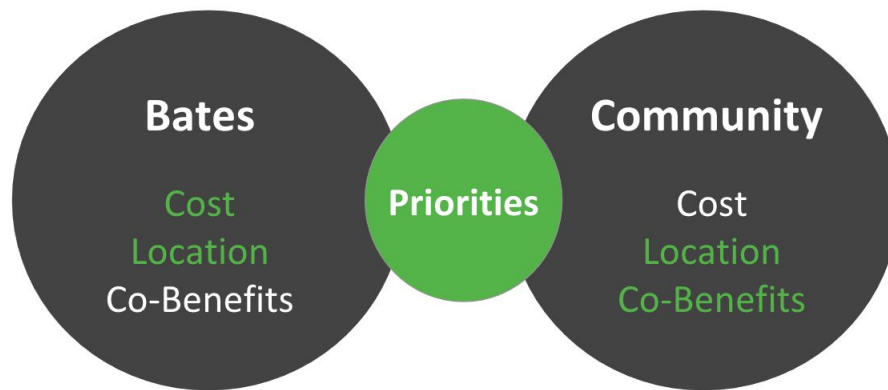 Bates
Cost
Location
Co-Benefits
Priorities
Community
Cost
Location
Co-Benefits